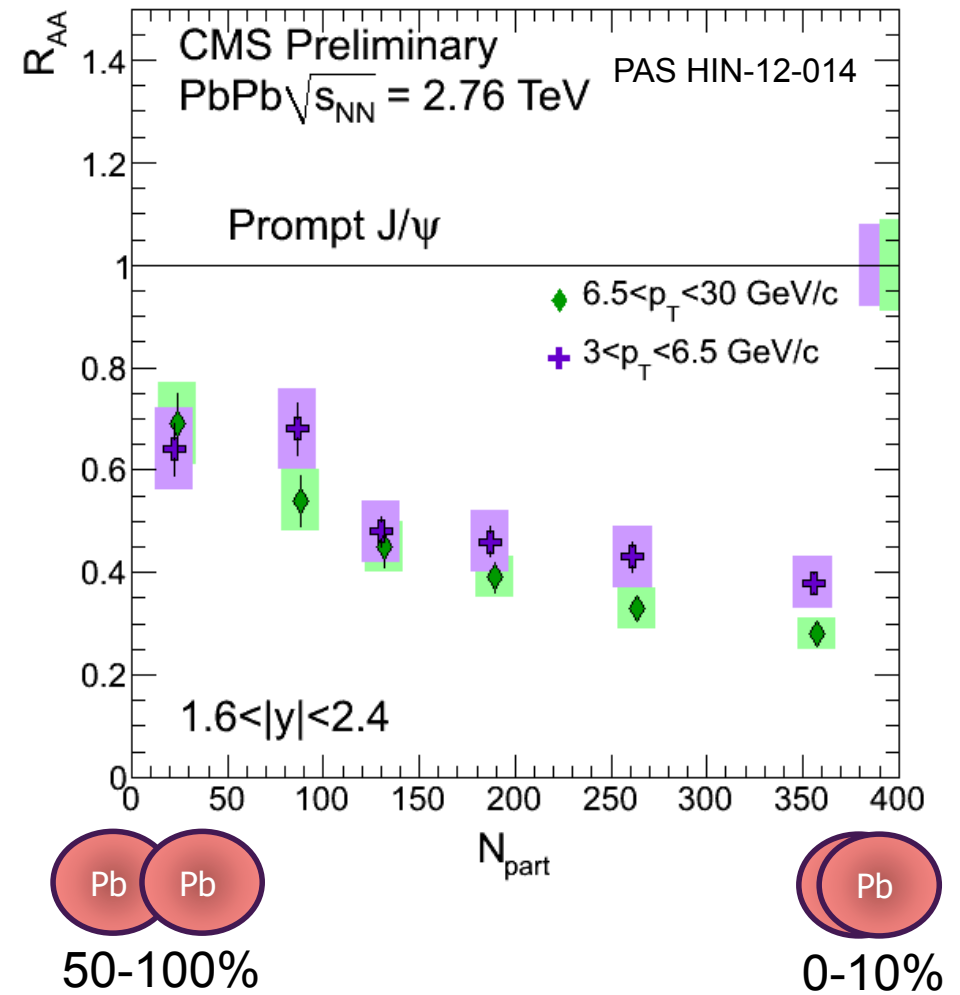 R_AA
CMS Preliminary
PAS HIN-12-014
PbPb√s_NN = 2.76 TeV
Prompt J/ψ
6.5<p_T<30 GeV/c
3<p_T<6.5 GeV/c
1.6<|y|<2.4
1.4
1.2
1
0.8
0.6
0.4
0.2
0
0 50 100 150 200 250 300 350 400
N_part
Pb Pb Pb
50-100% 0-10%